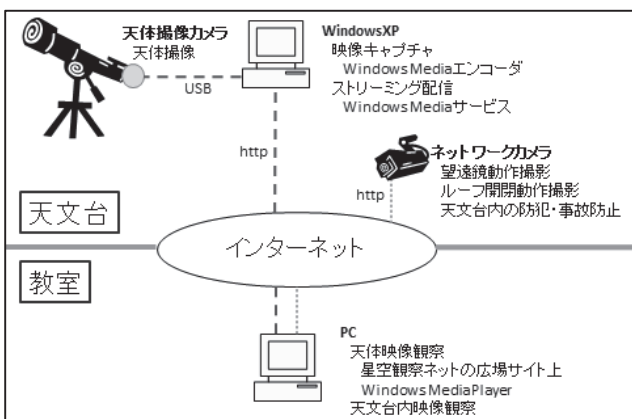 天体撮像カメラ
天体撮像
USB
WindowsXP
映像キャプチャ
WindowsMediaエンコーダ
ストリーミング配信
WindowsMediaサービス
http
ネットワークカメラ
望遠鏡動作撮影
ルーフ開閉動作撮影
天文台内の防犯・事故防止
http
天文台
インターネット
教室
PC
天体映像観察
星空観察ネットの広場サイト上
WindowsMediaPlayer
天文台内映像観察